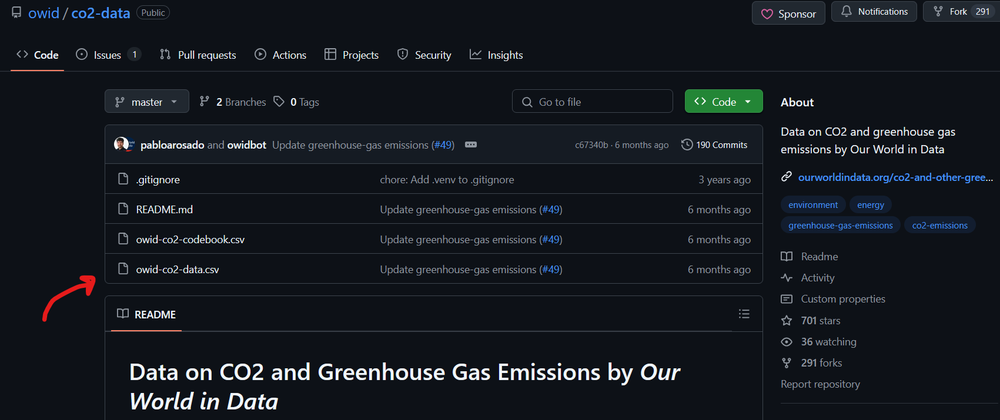 owid / co2-data Public
Sponsor Notifications Fork 291
Code Issues 1 Pull requests Actions Projects Security Insights
master 2 Branches 0 Tags Go to file Code
pabloarosado and owidbot Update greenhouse-gas emissions (#49) c67340b · 6 months ago 190 Commits
.gitignore chore: Add .venv to .gitignore 3 years ago
README.md Update greenhouse-gas emissions (#49) 6 months ago
owid-co2-codebook.csv Update greenhouse-gas emissions (#49) 6 months ago
owid-co2-data.csv Update greenhouse-gas emissions (#49) 6 months ago
README
Data on CO2 and Greenhouse Gas Emissions by Our
World in Data
About
Data on CO2 and greenhouse gas
emissions by Our World in Data
ourworldindata.org/co2-and-other-gree...
environment energy
greenhouse-gas-emissions co2-emissions
Readme
Activity
Custom properties
701 stars
36 watching
291 forks
Report repository